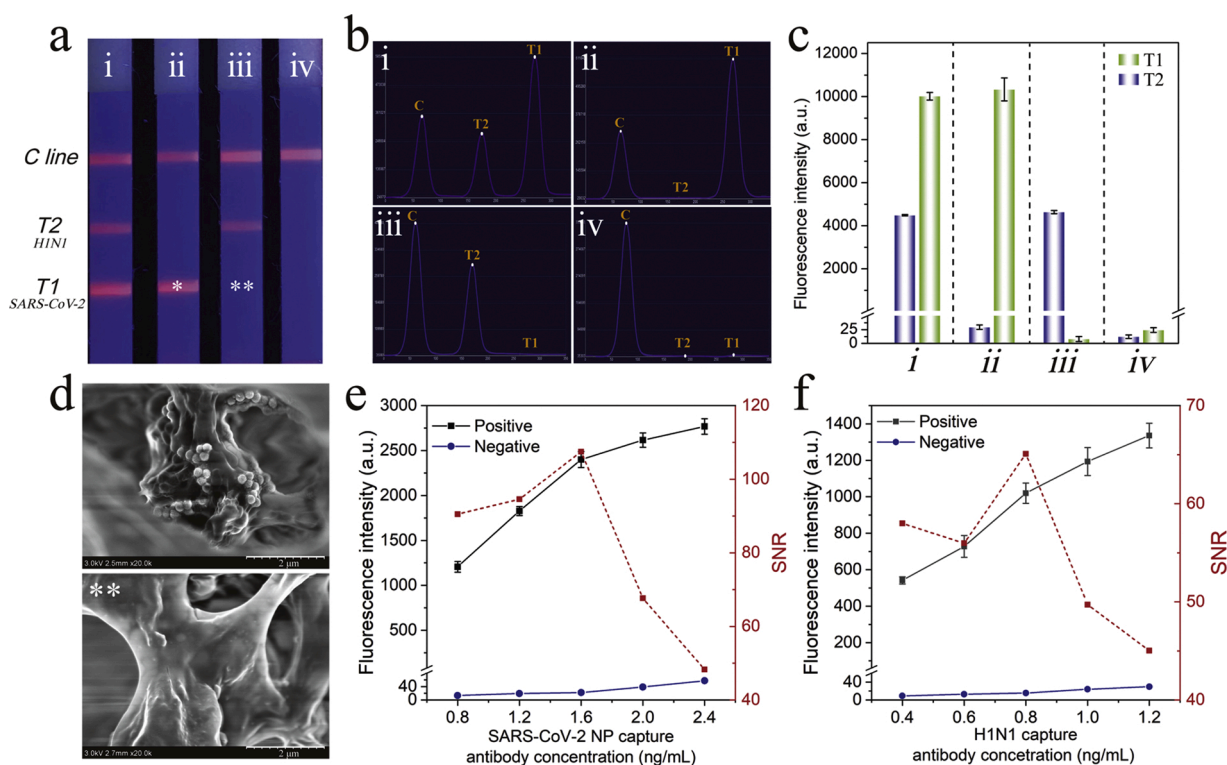 a
i ii iii iv
C line
T2
H1N1
T1
SARS-CoV-2
* **
b
i
C T2 T1
ii
C T2 T1
iii
C T2 T1
iv
C T2 T1
c
T1
T2
Fluorescence intensity (a.u.)
12000
10000
8000
6000
4000
2000
25
0
i ii iii iv
d
3.0kV 2.5mm x20.0k 2 μm
**
3.0kV 2.7mm x20.0k 2 μm
e
Positive
Negative
Fluorescence intensity (a.u.)
3000
2500
2000
1500
1000
500
40
0
SNR
120
100
80
60
40
0.8 1.2 1.6 2.0 2.4
SARS-CoV-2 NP capture
antibody concentration (ng/mL)
f
Positive
Negative
Fluorescence intensity (a.u.)
1400
1200
1000
800
600
400
200
40
0
SNR
70
60
50
40
0.4 0.6 0.8 1.0 1.2
H1N1 capture
antibody concetration (ng/mL)